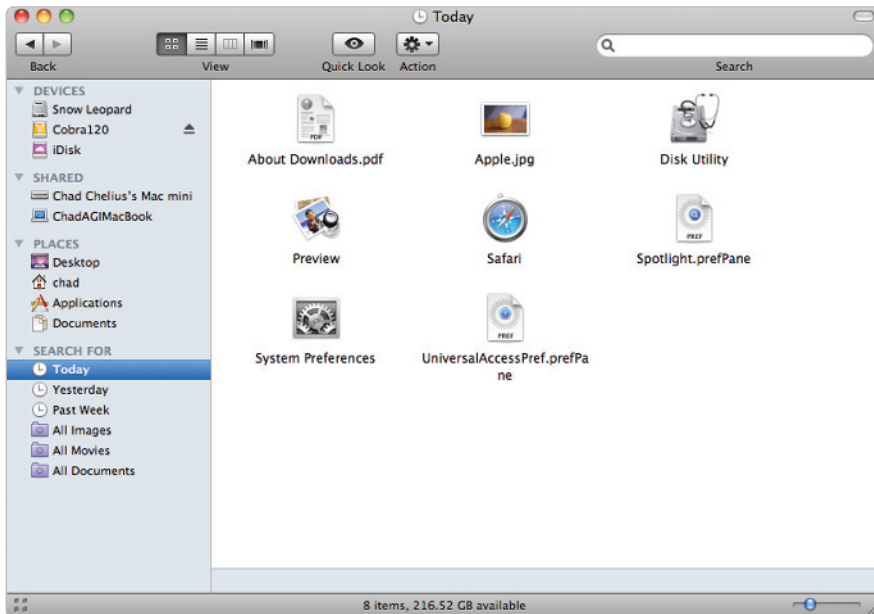 Today
Back
View
Quick Look
Action
Search
DEVICES
Snow Leopard
Cobra120
iDisk
SHARED
Chad Chelius's Mac mini
ChadAGIMacBook
PLACES
Desktop
chad
Applications
Documents
SEARCH FOR
Today
Yesterday
Past Week
All Images
All Movies
All Documents
PDF
About Downloads.pdf
Apple.jpg
Disk Utility
Preview
Safari
PREF
Spotlight.prefPane
System Preferences
PREF
UniversalAccessPref.prefPa
ne
8 items, 216.52 GB available